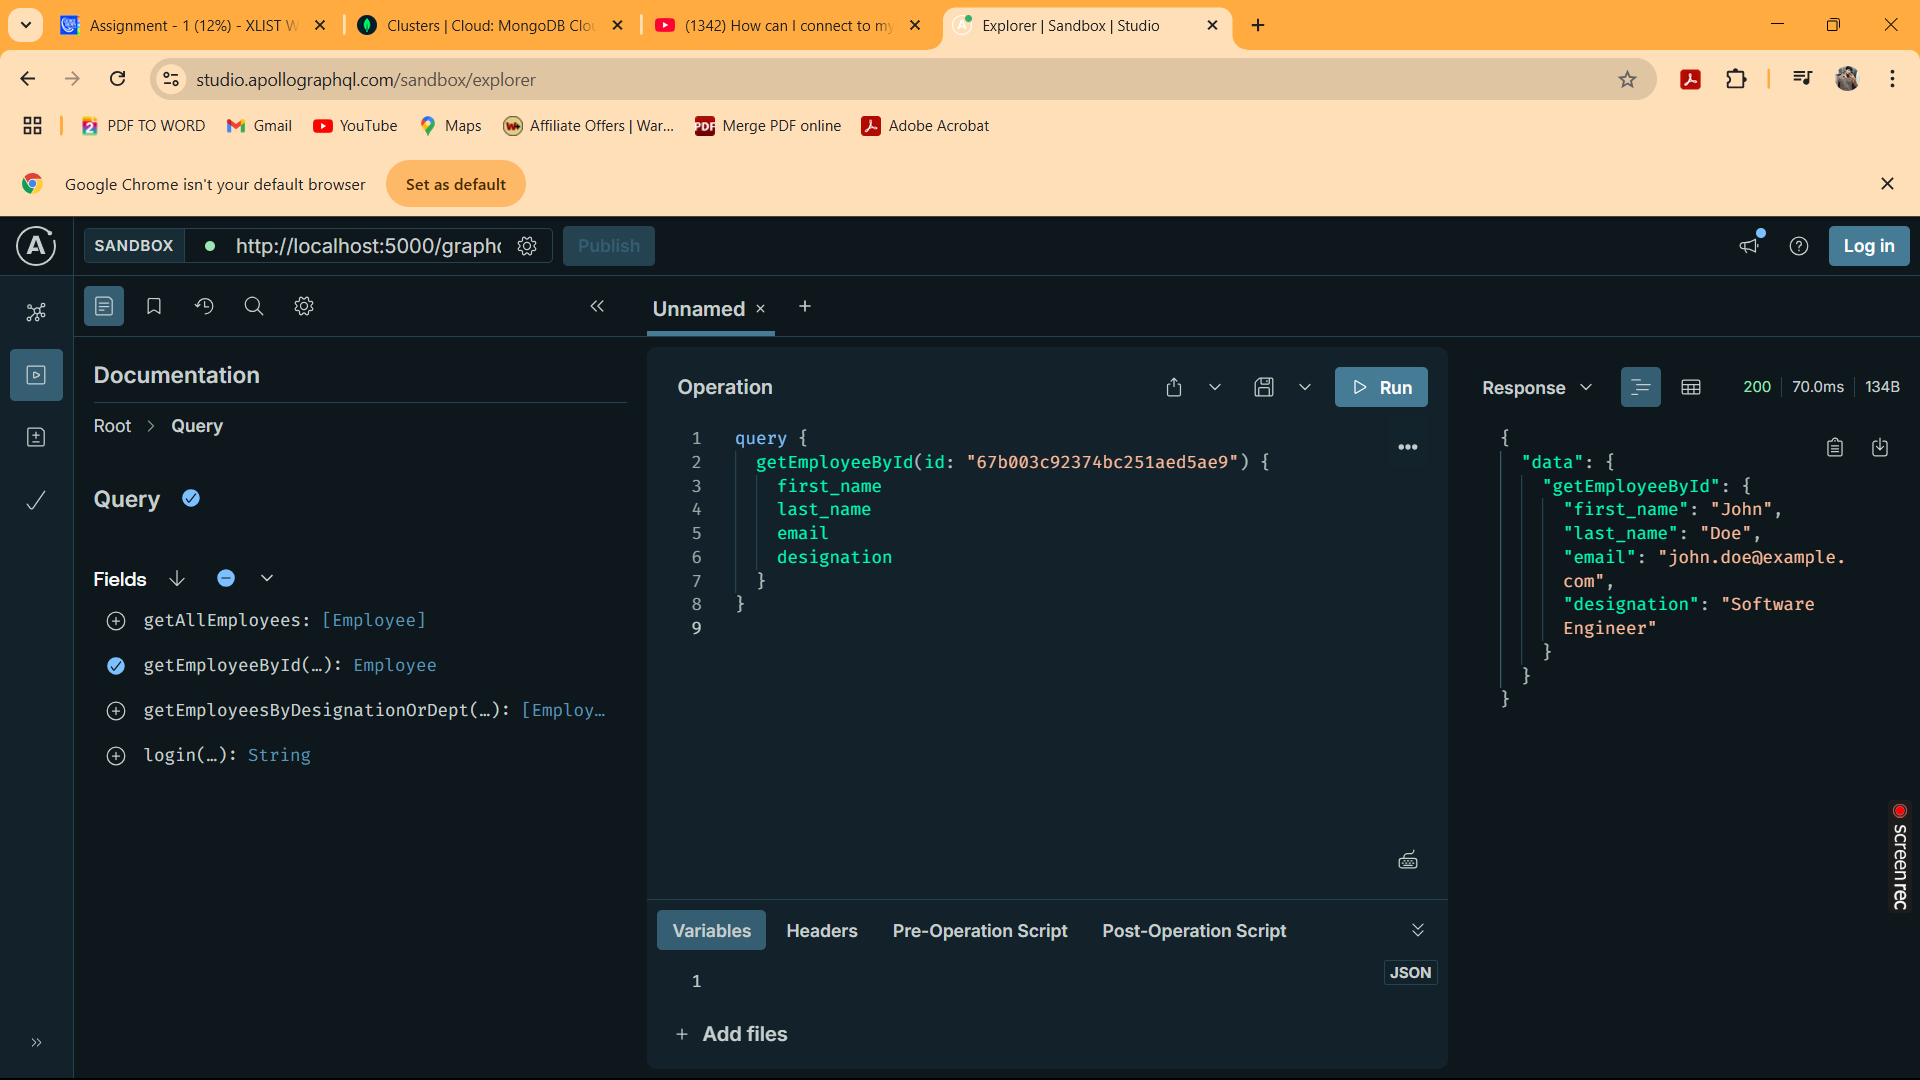 Assignment - 1 (12%) - XLIST W
Clusters | Cloud: MongoDB Clou
(1342) How can I connect to my
Explorer | Sandbox | Studio
studio.apollographql.com/sandbox/explorer
PDF TO WORD
Gmail
YouTube
Maps
Affiliate Offers | War...
PDF
Merge PDF online
Adobe Acrobat
Google Chrome isn't your default browser
Set as default
SANDBOX
http://localhost:5000/graphq
Publish
Log in
Unnamed
Documentation
Root > Query
Query
Fields
getAllEmployees: [Employee]
getEmployeeById(…): Employee
getEmployeesByDesignationOrDept(…): [Employ…
login(…): String
Operation
Run
1 query {
2 getEmployeeById(id: "67b003c92374bc251aed5ae9") {
3 first_name
4 last_name
5 email
6 designation
7 }
8 }
9
Variables
Headers
Pre-Operation Script
Post-Operation Script
1
JSON
+ Add files
Response
200
70.0ms
134B
{
"data": {
"getEmployeeById": {
"first_name": "John",
"last_name": "Doe",
"email": "john.doe@example.
com",
"designation": "Software
Engineer"
}
}
}
screenrec